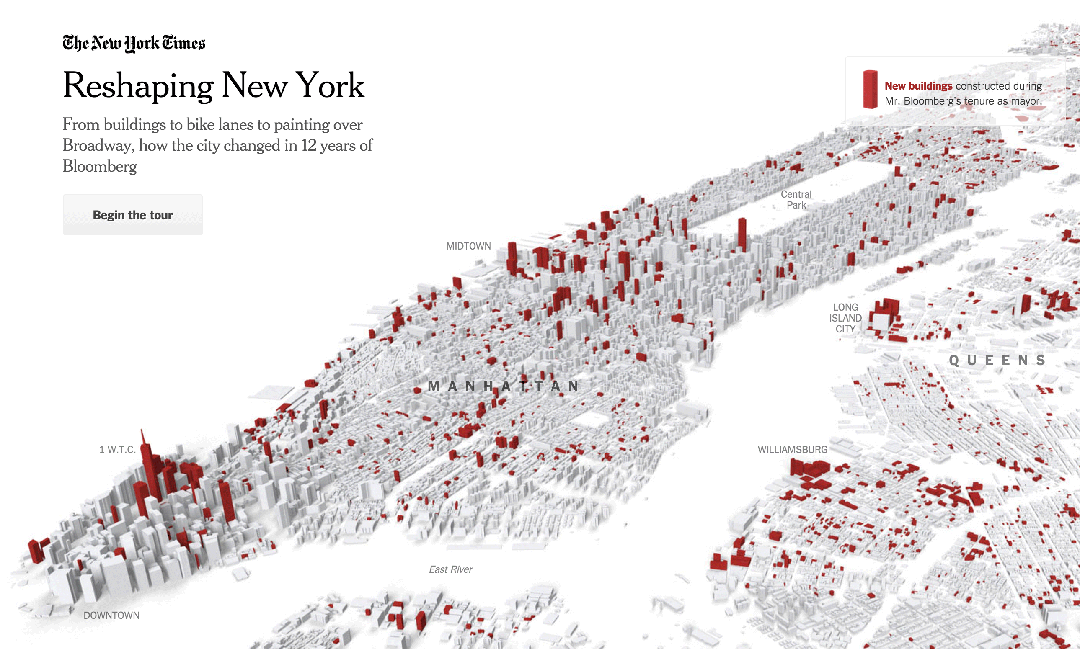 The New York Times
Reshaping New York
From buildings to bike lanes to painting over
Broadway, how the city changed in 12 years of
Bloomberg
Begin the tour
New buildings constructed during
Mr. Bloomberg's tenure as mayor.
Central
Park
MIDTOWN
LONG
ISLAND
CITY
QUEENS
MANHATTAN
1 W.T.C.
WILLIAMSBURG
East River
DOWNTOWN